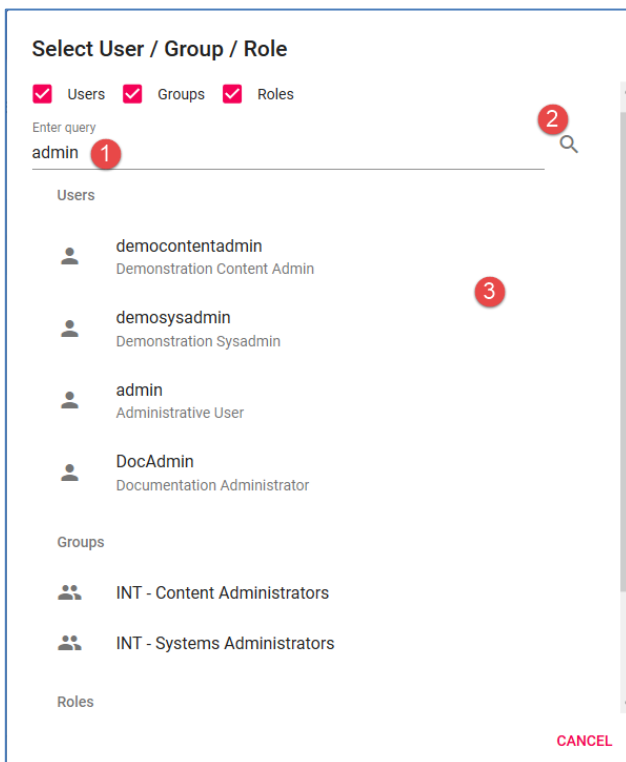 Select User / Group / Role
Users Groups Roles
Enter query
2
admin 1
Users
democontentadmin
Demonstration Content Admin
3
demosysadmin
Demonstration Sysadmin
admin
Administrative User
DocAdmin
Documentation Administrator
Groups
INT - Content Administrators
INT - Systems Administrators
Roles
CANCEL